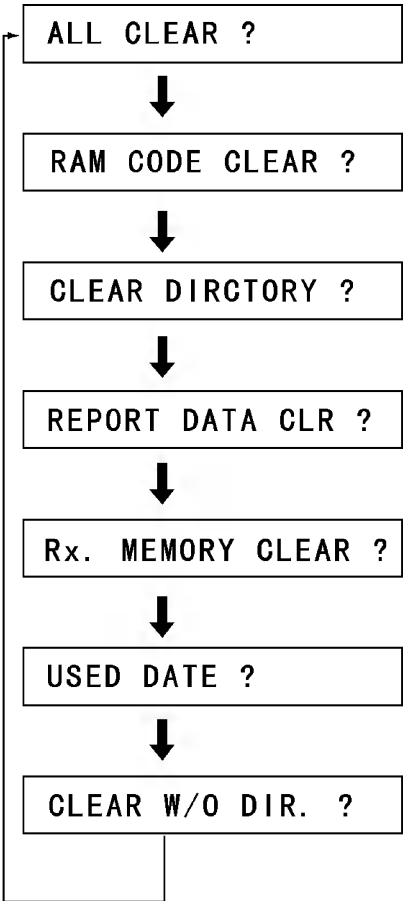 ALL CLEAR ?
RAM CODE CLEAR ?
CLEAR DIRCTORY ?
REPORT DATA CLR ?
Rx. MEMORY CLEAR ?
USED DATE ?
CLEAR W/O DIR. ?